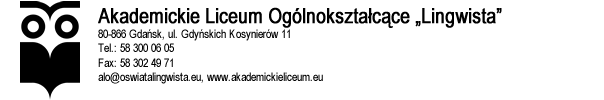 Akademickie Liceum Ogólnokształcące „Lingwista”
80-866 Gdańsk, ul. Gdyńskich Kosynierów 11
Tel.: 58 300 06 05
Fax: 58 302 49 71
alo@oswiatalingwista.eu, www.akademickieliceum.eu